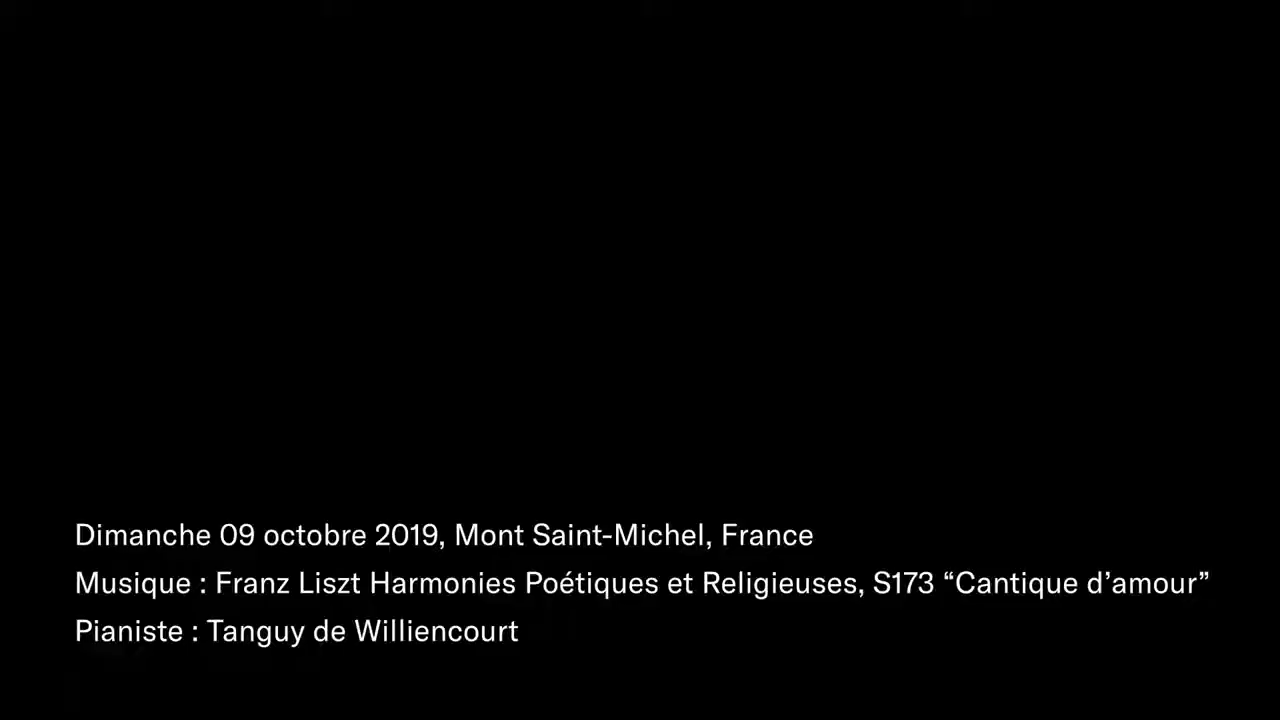 Dimanche 09 octobre 2019, Mont Saint-Michel, France
Musique : Franz Liszt Harmonies Poétiques et Religieuses, S173 “Cantique d’amour”
Pianiste : Tanguy de Williencourt